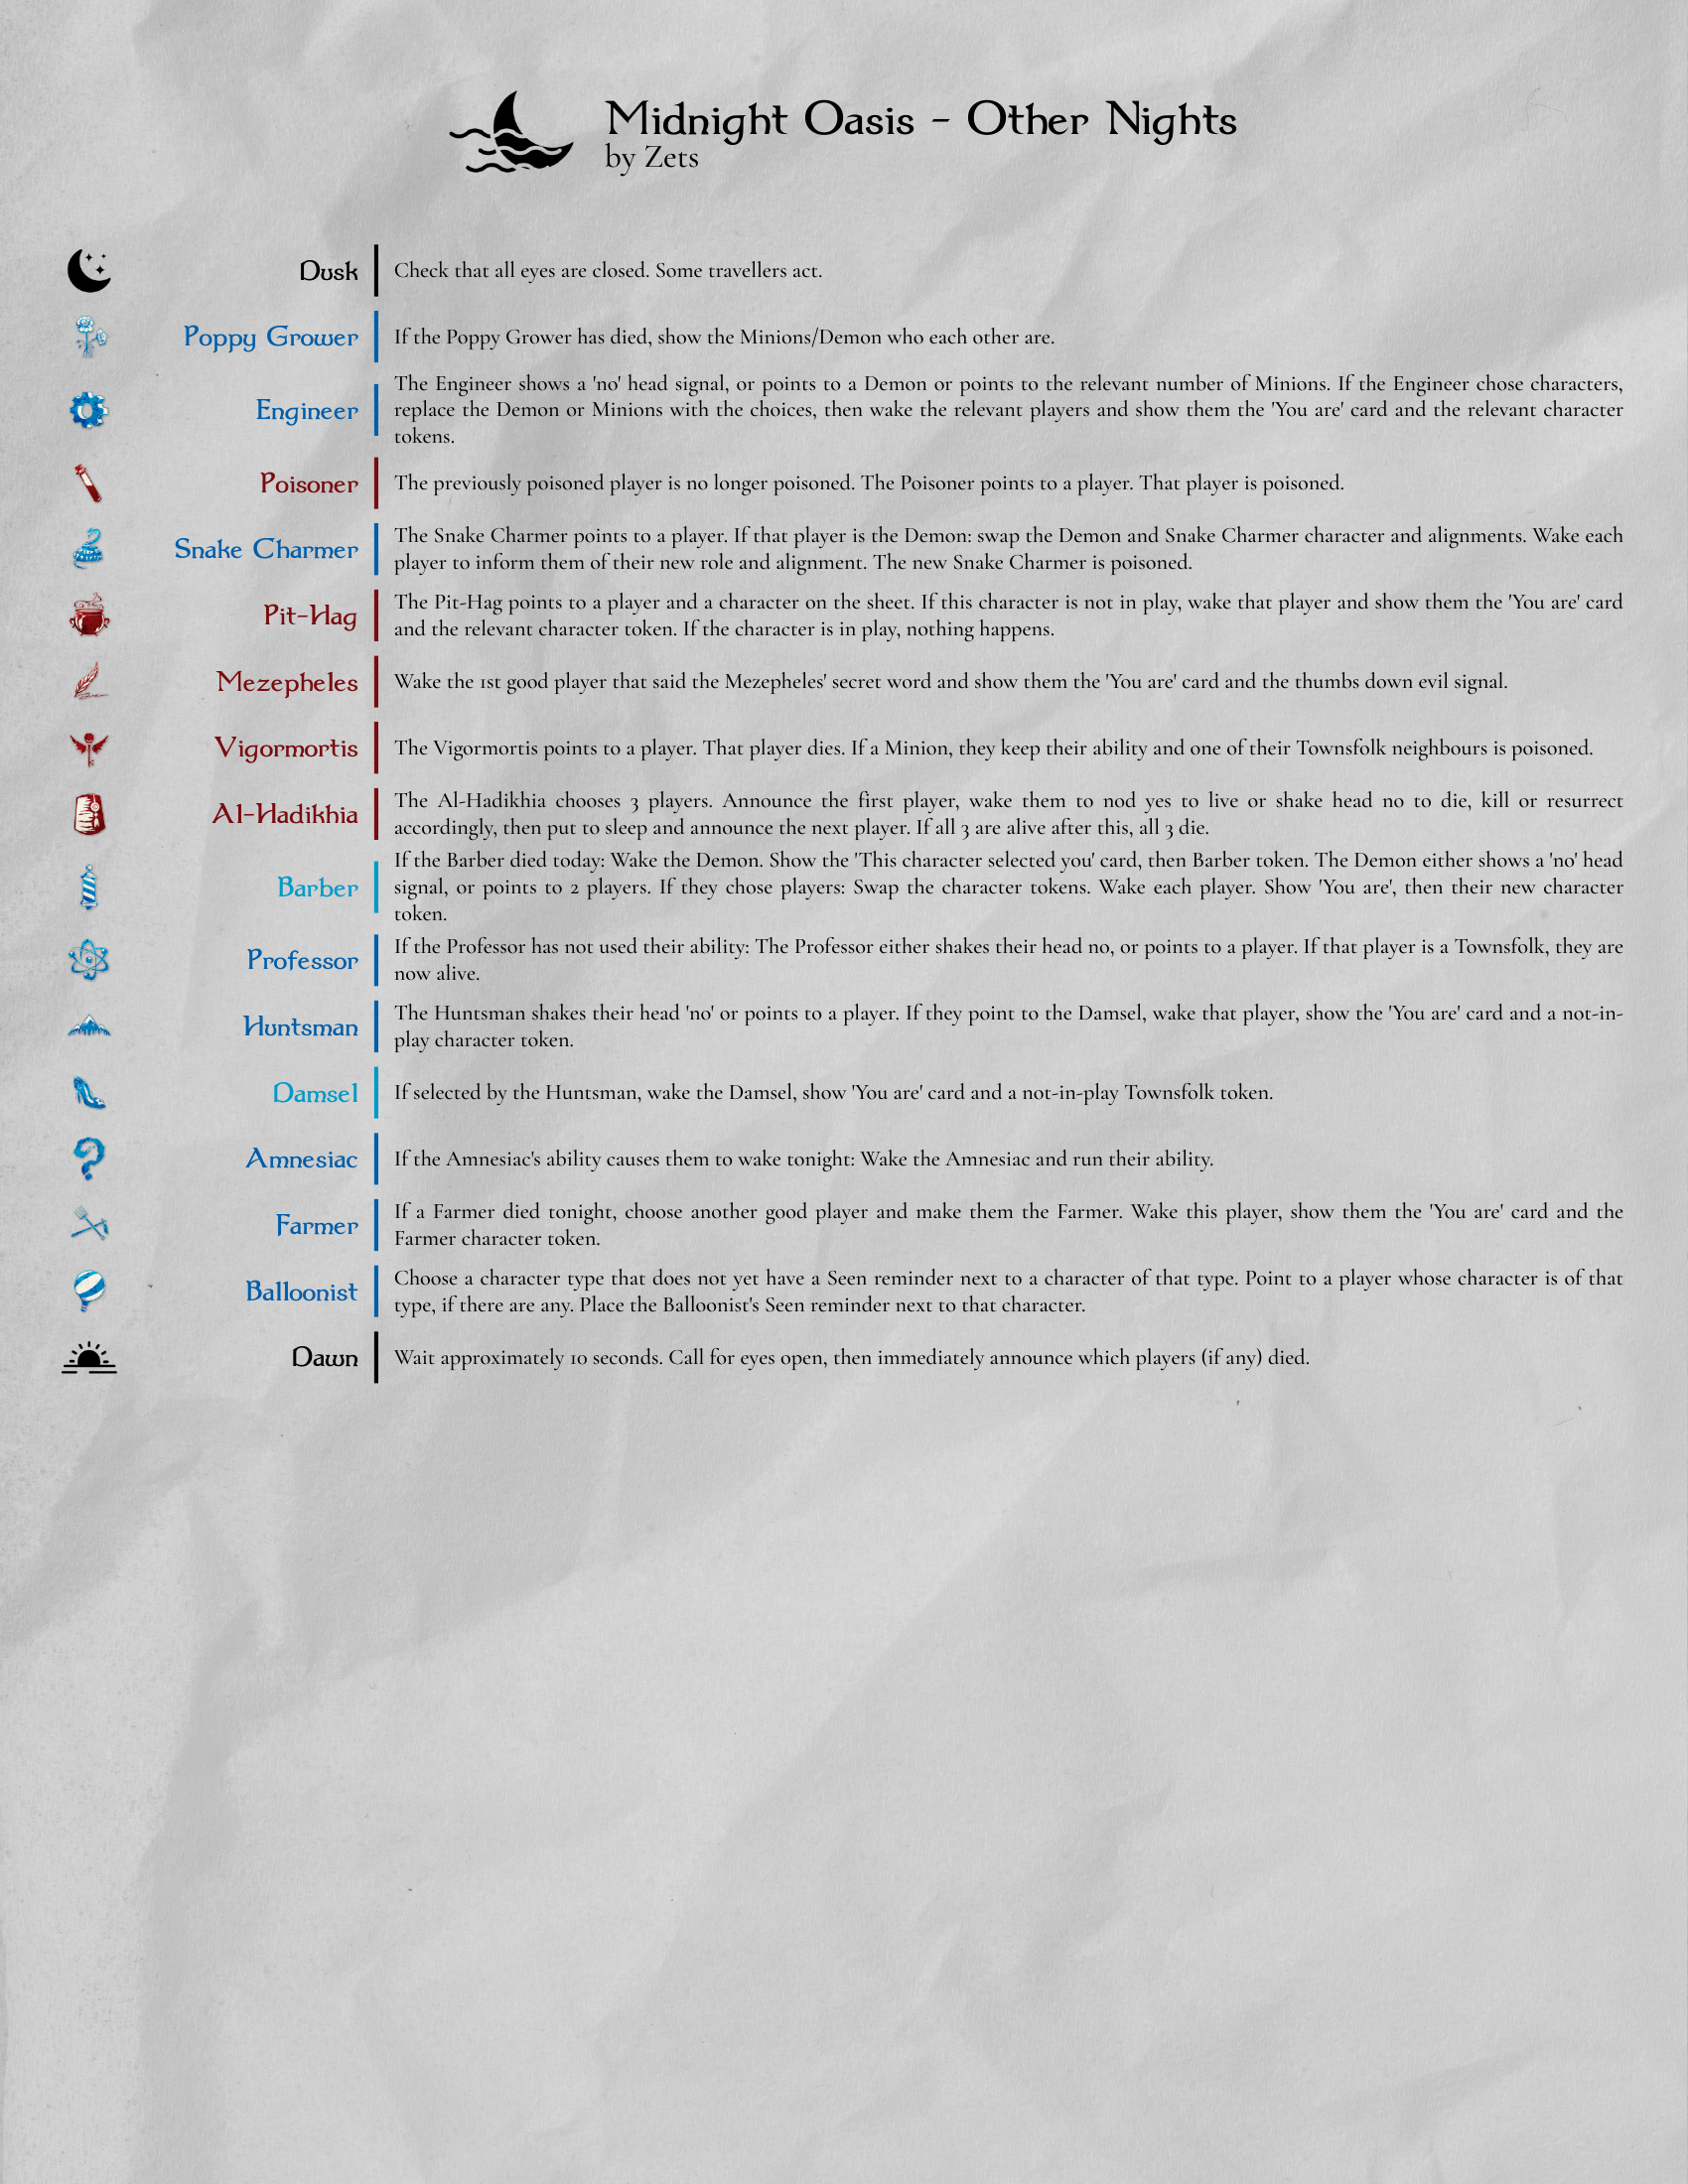 Midnight Oasis - Other Nights
by Zets
Dusk
Check that all eyes are closed. Some travellers act.
Poppy Grower
If the Poppy Grower has died, show the Minions/Demon who each other are.
Engineer
The Engineer shows a 'no' head signal, or points to a Demon or points to the relevant number of Minions. If the Engineer chose characters,
replace the Demon or Minions with the choices, then wake the relevant players and show them the 'You are' card and the relevant character
tokens.
Poisoner
The previously poisoned player is no longer poisoned. The Poisoner points to a player. That player is poisoned.
Snake Charmer
The Snake Charmer points to a player. If that player is the Demon: swap the Demon and Snake Charmer character and alignments. Wake each
player to inform them of their new role and alignment. The new Snake Charmer is poisoned.
Pit-Hag
The Pit-Hag points to a player and a character on the sheet. If this character is not in play, wake that player and show them the 'You are' card
and the relevant character token. If the character is in play, nothing happens.
Mezepheles
Wake the 1st good player that said the Mezepheles' secret word and show them the 'You are' card and the thumbs down evil signal.
Vigormortis
The Vigormortis points to a player. That player dies. If a Minion, they keep their ability and one of their Townsfolk neighbours is poisoned.
Al-Hadikhia
The Al-Hadikhia chooses 3 players. Announce the first player, wake them to nod yes to live or shake head no to die, kill or resurrect
accordingly, then put to sleep and announce the next player. If all 3 are alive after this, all 3 die.
Barber
If the Barber died today: Wake the Demon. Show the 'This character selected you' card, then Barber token. The Demon either shows a 'no' head
signal, or points to 2 players. If they chose players: Swap the character tokens. Wake each player. Show 'You are', then their new character
token.
Professor
If the Professor has not used their ability: The Professor either shakes their head no, or points to a player. If that player is a Townsfolk, they are
now alive.
Huntsman
The Huntsman shakes their head 'no' or points to a player. If they point to the Damsel, wake that player, show the 'You are' card and a not-in-
play character token.
Damsel
If selected by the Huntsman, wake the Damsel, show 'You are' card and a not-in-play Townsfolk token.
Amnesiac
If the Amnesiac's ability causes them to wake tonight: Wake the Amnesiac and run their ability.
Farmer
If a Farmer died tonight, choose another good player and make them the Farmer. Wake this player, show them the 'You are' card and the
Farmer character token.
Balloonist
Choose a character type that does not yet have a Seen reminder next to a character of that type. Point to a player whose character is of that
type, if there are any. Place the Balloonist's Seen reminder next to that character.
Dawn
Wait approximately 10 seconds. Call for eyes open, then immediately announce which players (if any) died.